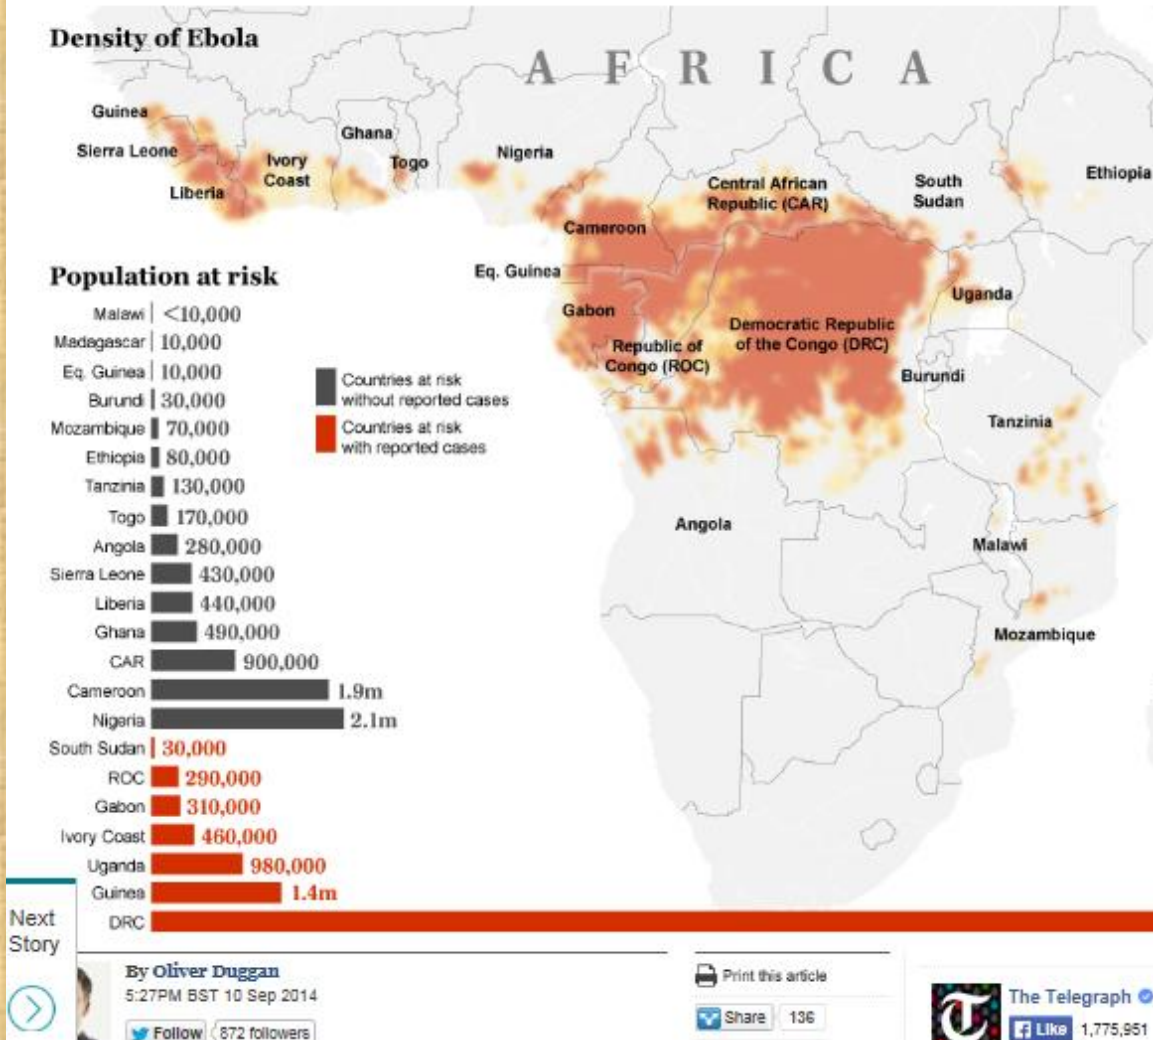 Density of Ebola
AFRICA
Guinea
Sierra Leone
Liberia
Ivory
Coast
Ghana
Togo
Nigeria
Cameroon
Central African
Republic (CAR)
South
Sudan
Ethiopia
Eq. Guinea
Gabon
Republic of
Congo (ROC)
Democratic Republic
of the Congo (DRC)
Uganda
Burundi
Tanzinia
Angola
Malawi
Mozambique
Population at risk
Malawi <10,000
Madagascar 10,000
Eq. Guinea 10,000
Burundi 30,000
Mozambique 70,000
Ethiopia 80,000
Tanzinia 130,000
Togo 170,000
Angola 280,000
Sierra Leone 430,000
Liberia 440,000
Ghana 490,000
CAR 900,000
Cameroon 1.9m
Nigeria 2.1m
South Sudan 30,000
ROC 290,000
Gabon 310,000
Ivory Coast 460,000
Uganda 980,000
Guinea 1.4m
DRC
Countries at risk
without reported cases
Countries at risk
with reported cases
Next
Story
By Oliver Duggan
5:27PM BST 10 Sep 2014
Follow 872 followers
Print this article
Share 136
The Telegraph
Like 1,775,951